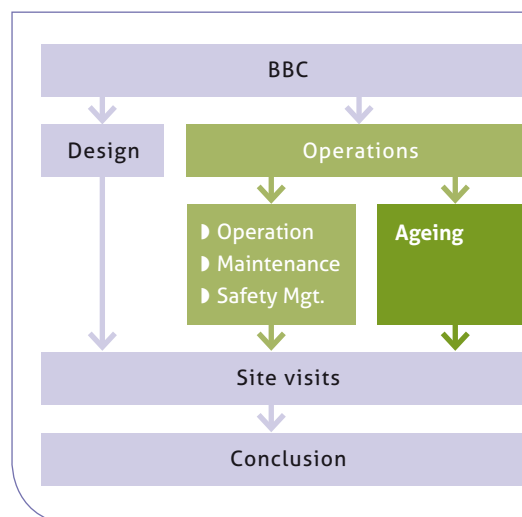 BBC
Design
Operations
Operation
Maintenance
Safety Mgt.
Ageing
Site visits
Conclusion